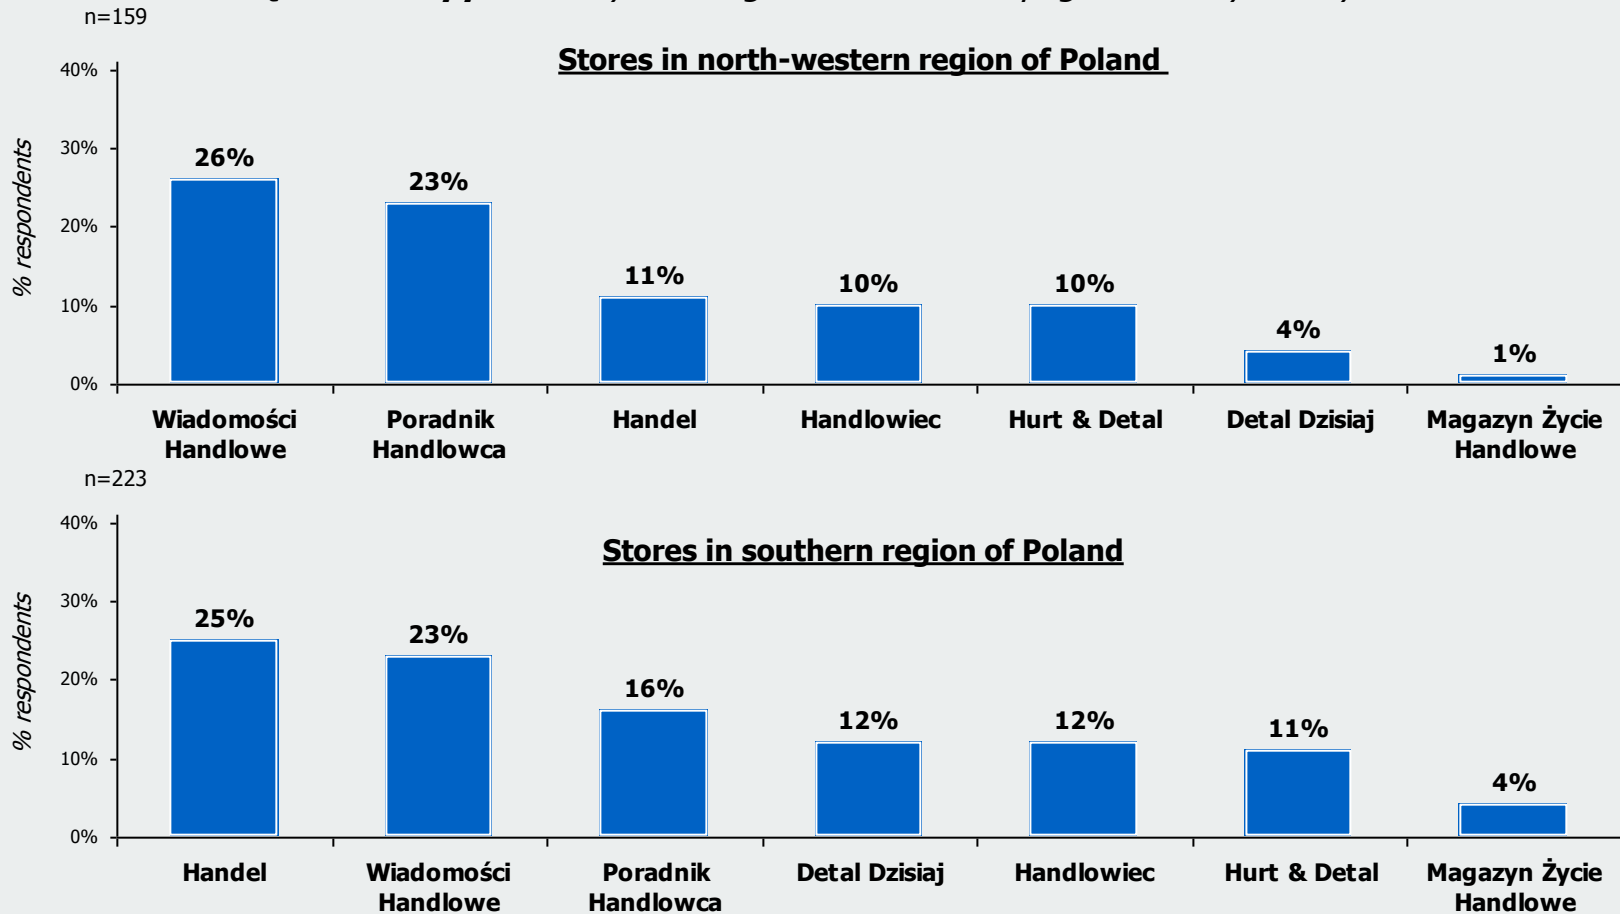 n=159
Stores in north-western region of Poland
% respondents
40%
30%
20%
10%
0%
26%
23%
11%
10%
10%
4%
1%
Wiadomości
Handlowe
Poradnik
Handlowca
Handel
Handlowiec
Hurt & Detal
Detal Dzisiaj
Magazyn Życie
Handlowe
n=223
Stores in southern region of Poland
% respondents
40%
30%
20%
10%
0%
25%
23%
16%
12%
12%
11%
4%
Handel
Wiadomości
Handlowe
Poradnik
Handlowca
Detal Dzisiaj
Handlowiec
Hurt & Detal
Magazyn Życie
Handlowe